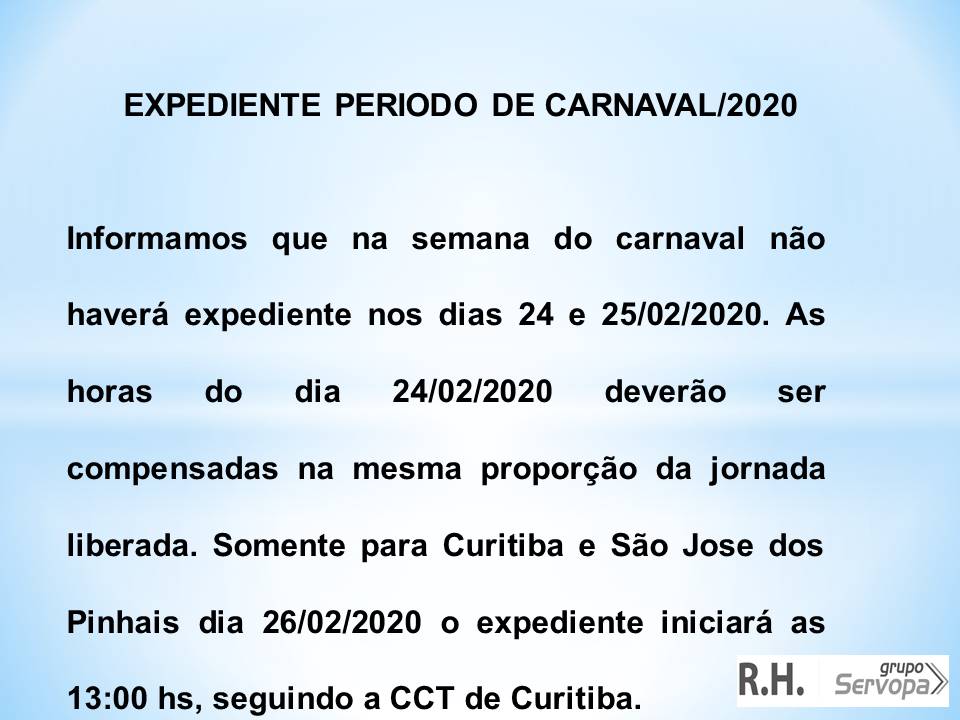 EXPEDIENTE PERIODO DE CARNAVAL/2020
Informamos que na semana do carnaval não
haverá expediente nos dias 24 e 25/02/2020. As
horas do dia 24/02/2020 deverão ser
compensadas na mesma proporção da jornada
liberada. Somente para Curitiba e São Jose dos
Pinhais dia 26/02/2020 o expediente iniciará as
13:00 hs, seguindo a CCT de Curitiba.
R.H. grupo
Servopa